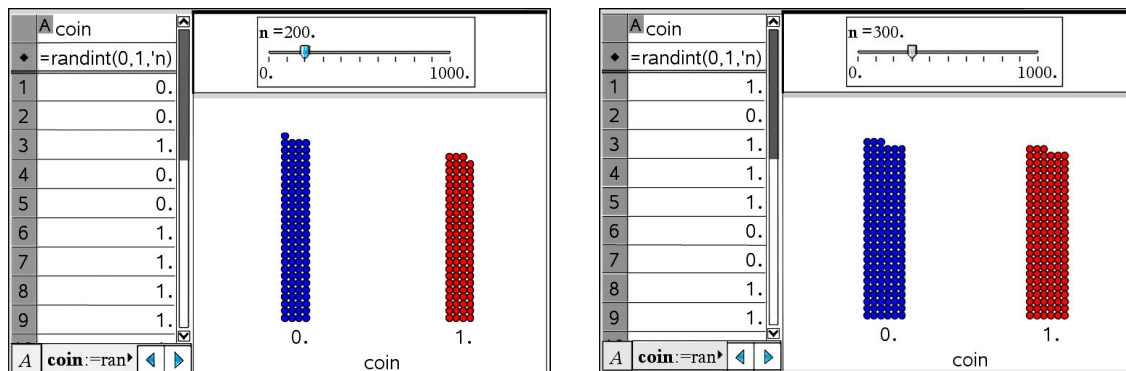 A coin
=randint(0,1,'n)
1 0.
2 0.
3 1.
4 0.
5 0.
6 1.
7 1.
8 1.
9 1.
A coin:=ran
n =200.
0. 1000.
0. 1.
coin
A coin
=randint(0,1,'n)
1 1.
2 0.
3 1.
4 1.
5 1.
6 0.
7 0.
8 1.
9 1.
A coin:=ran
n =300.
0. 1000.
0. 1.
coin